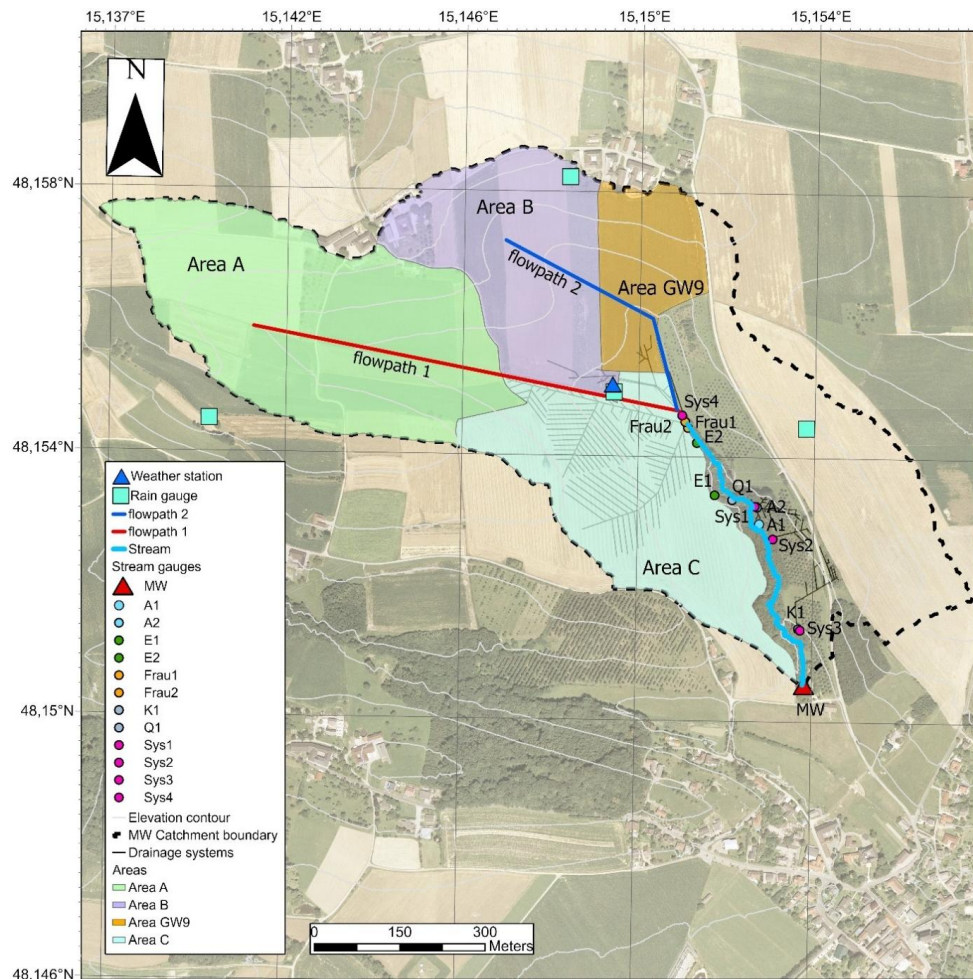 15,137°E 15,142°E 15,146°E 15,15°E 15,154°E
N
48,158°N
Area B
Area A
flowpath 2
Area GW9
flowpath 1
Sys4
Frau2 Frau1
48,154°N
E2
E1 Q1
Sys1 A2
A1
Sys2
Area C
K1
Sys3
48,15°N
MW
Weather station
Rain gauge
flowpath 2
flowpath 1
Stream
Stream gauges
MW
A1
A2
E1
E2
Frau1
Frau2
K1
Q1
Sys1
Sys2
Sys3
Sys4
Elevation contour
MW Catchment boundary
Drainage systems
Areas
Area A
Area B
Area GW9
Area C
0 150 300
Meters
48,146°N